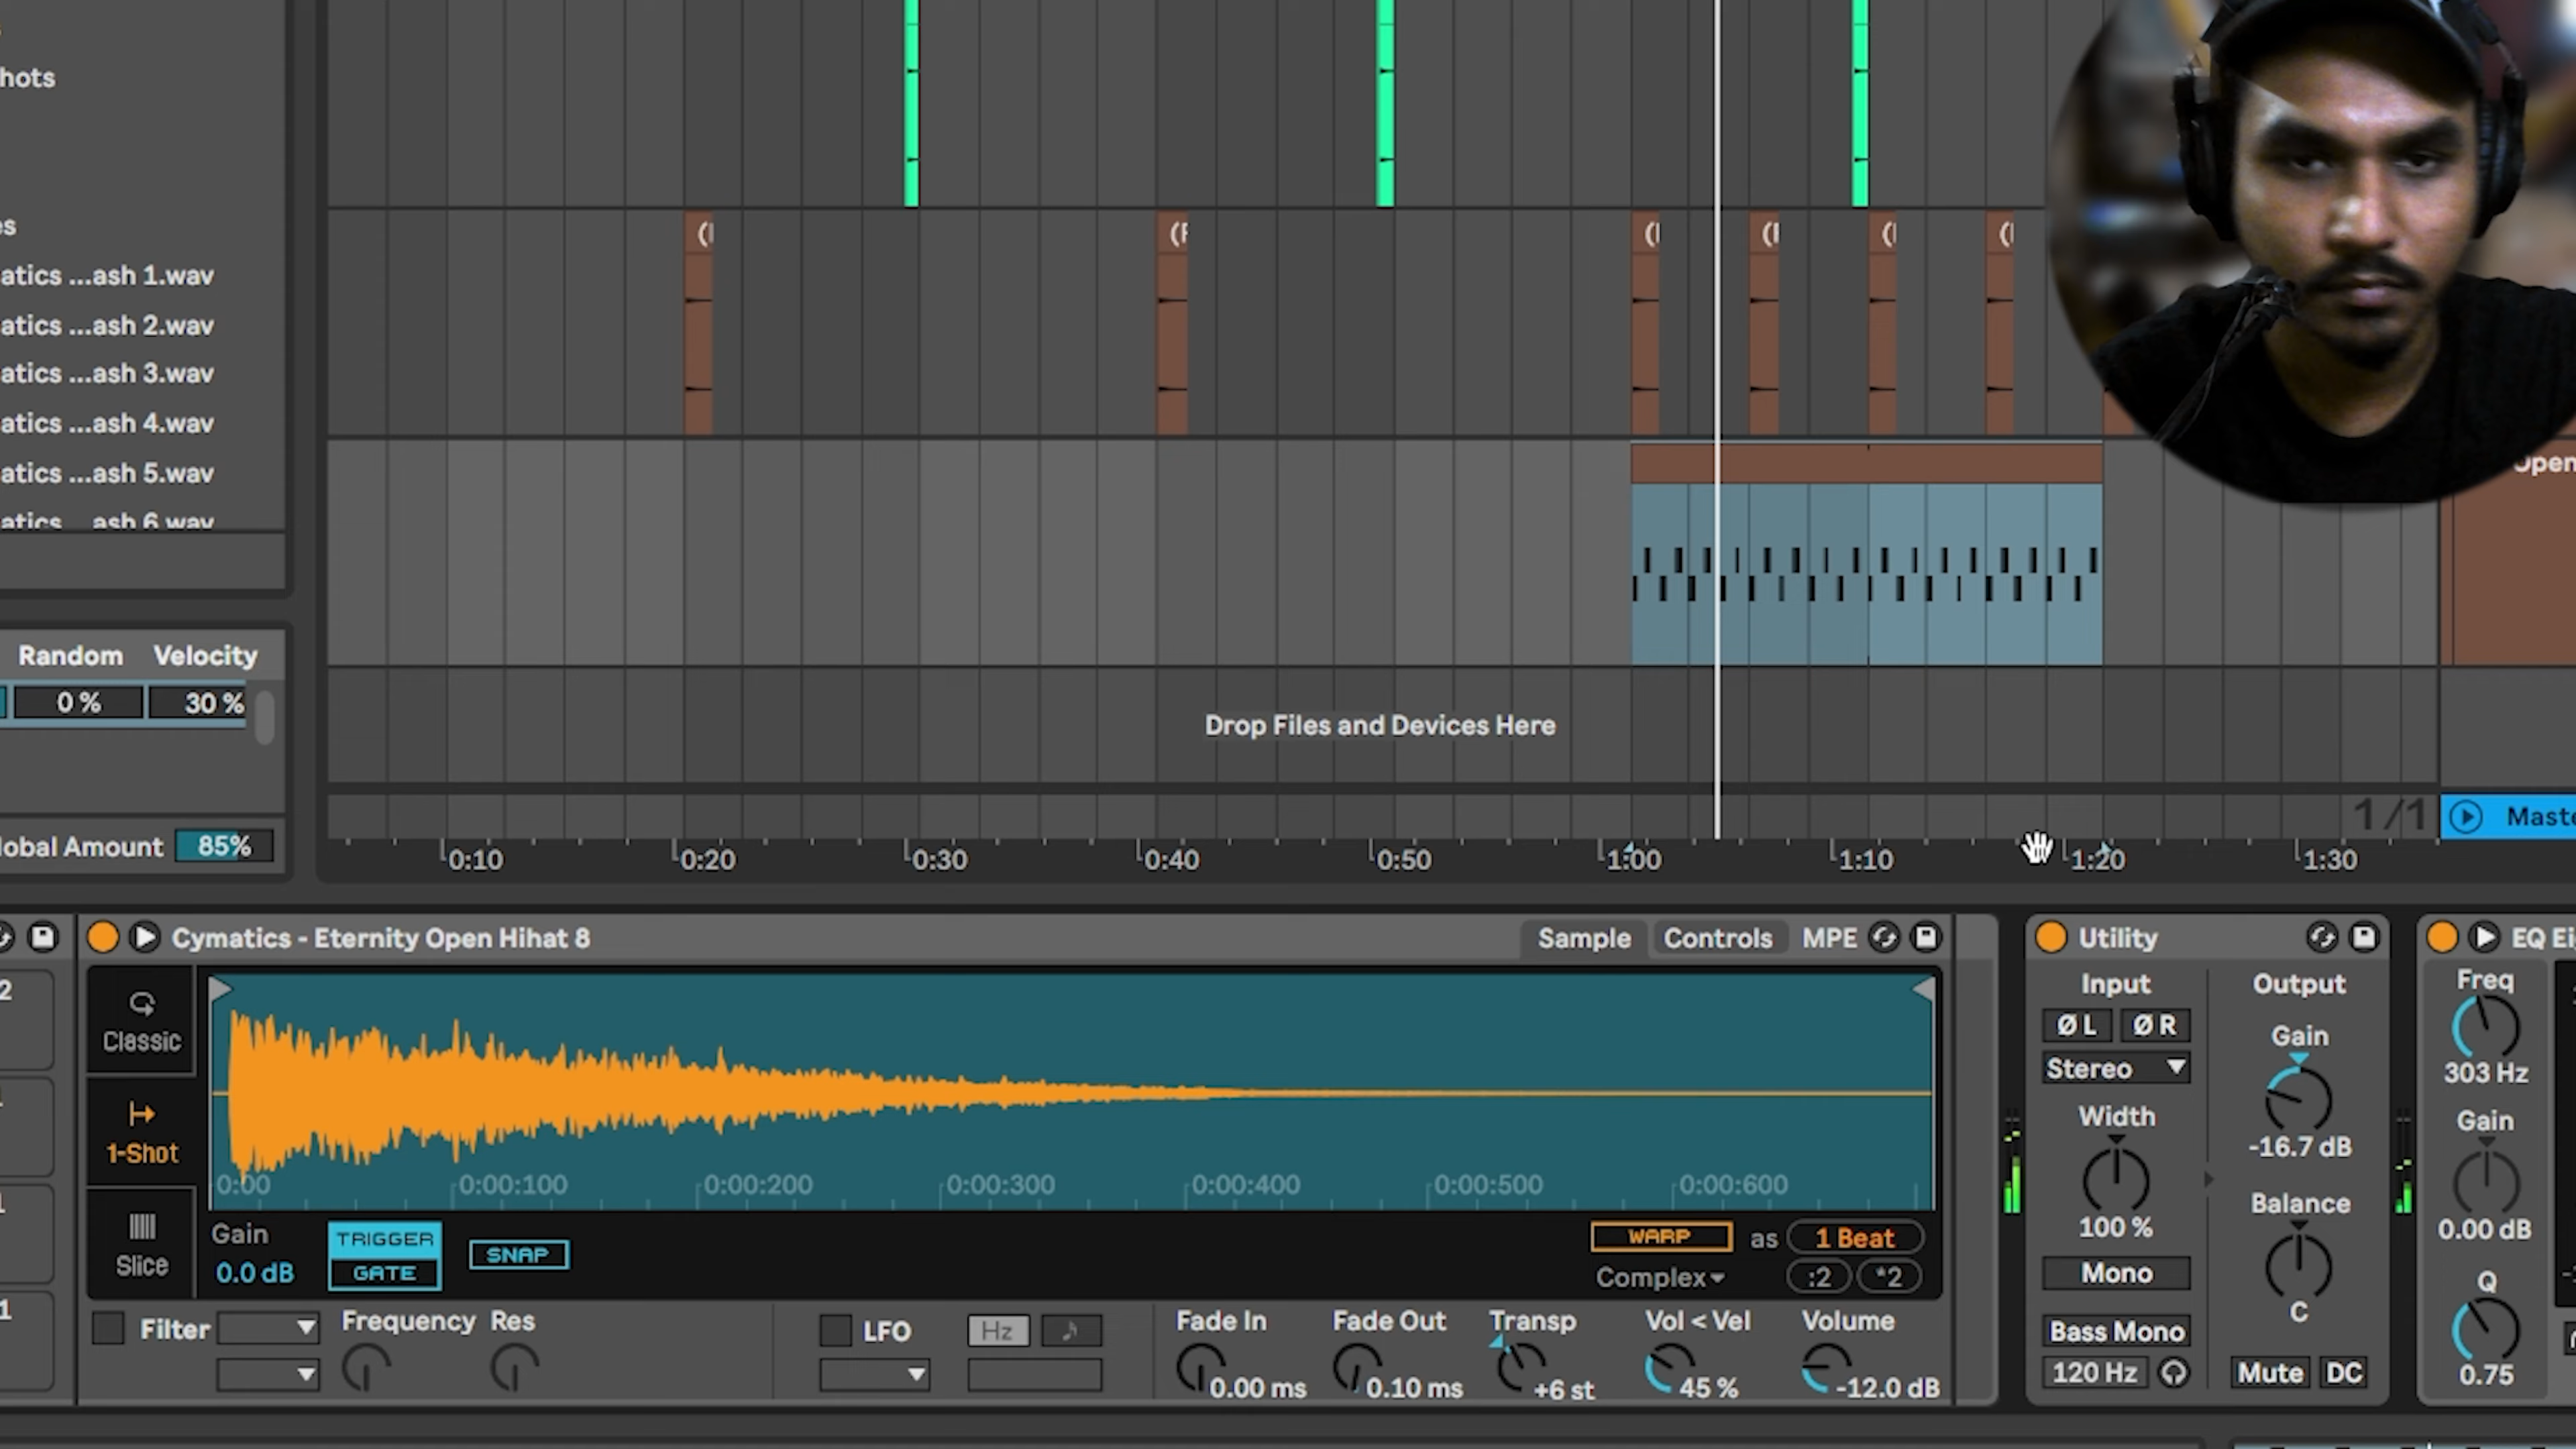 hots
es
atics ...ash 1.wav
atics ...ash 2.wav
atics ...ash 3.wav
atics ...ash 4.wav
atics ...ash 5.wav
atics ...ash 6.wav
(F
Open
Random Velocity
0 % 30 %
Drop Files and Devices Here
lobal Amount 85%
1/1
Maste
0:10 0:20 0:30 0:40 0:50 1:00 1:10 1:20 1:30
Cymatics - Eternity Open Hihat 8 Sample Controls MPE
Classic
1-Shot
Slice
0:00 0:00:100 0:00:200 0:00:300 0:00:400 0:00:500 0:00:600
Gain
0.0 dB
TRIGGER
GATE
SNAP
WARP as 1 Beat
Complex :2 *2
Filter Frequency Res
LFO Hz
Fade In Fade Out Transp Vol < Vel Volume
0.00 ms 0.10 ms +6 st 45 % -12.0 dB
Utility
Input Output
Ø L Ø R
Stereo
Width
100 %
Mono
Bass Mono
120 Hz
Gain
-16.7 dB
Balance
C
Mute DC
EQ Ei
Freq
303 Hz
Gain
0.00 dB
Q
0.75